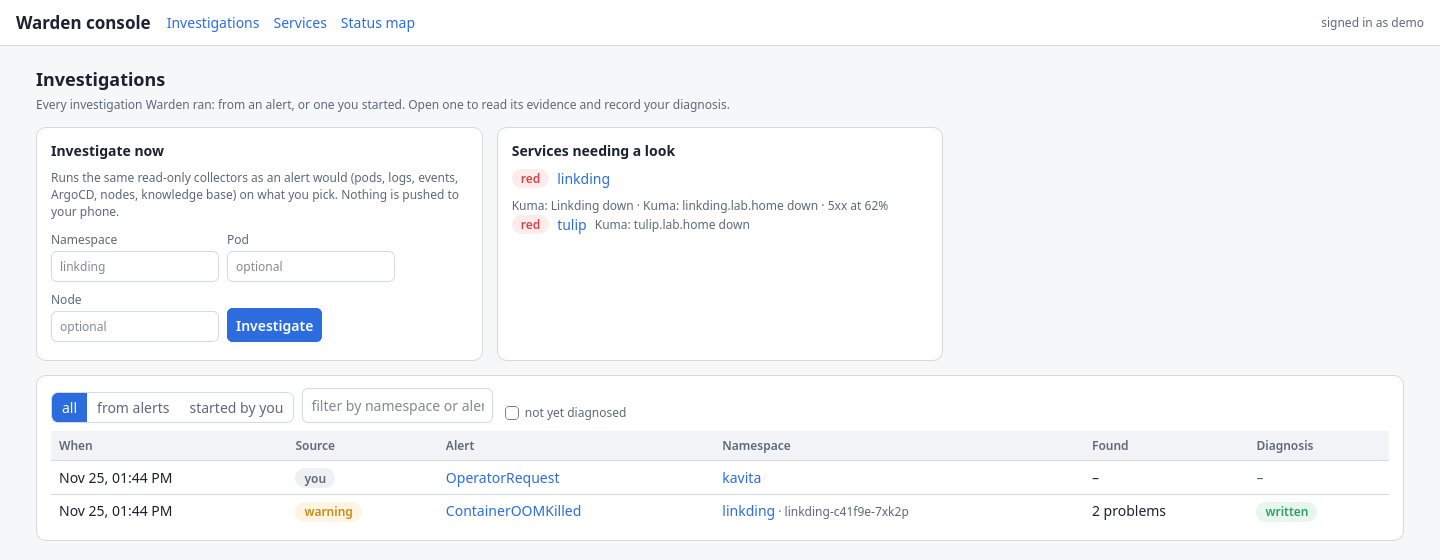 Warden console Investigations Services Status map signed in as demo
Investigations
Every investigation Warden ran: from an alert, or one you started. Open one to read its evidence and record your diagnosis.
Investigate now
Runs the same read-only collectors as an alert would (pods, logs, events,
ArgoCD, nodes, knowledge base) on what you pick. Nothing is pushed to
your phone.
Namespace Pod
linkding optional
Node
optional Investigate
Services needing a look
red linkding
Kuma: Linkding down · Kuma: linkding.lab.home down · 5xx at 62%
red tulip Kuma: tulip.lab.home down
all from alerts started by you filter by namespace or aler not yet diagnosed
When Source Alert Namespace Found Diagnosis
Nov 25, 01:44 PM you OperatorRequest kavita – –
Nov 25, 01:44 PM warning ContainerOOMKilled linkding · linkding-c41f9e-7xk2p 2 problems written